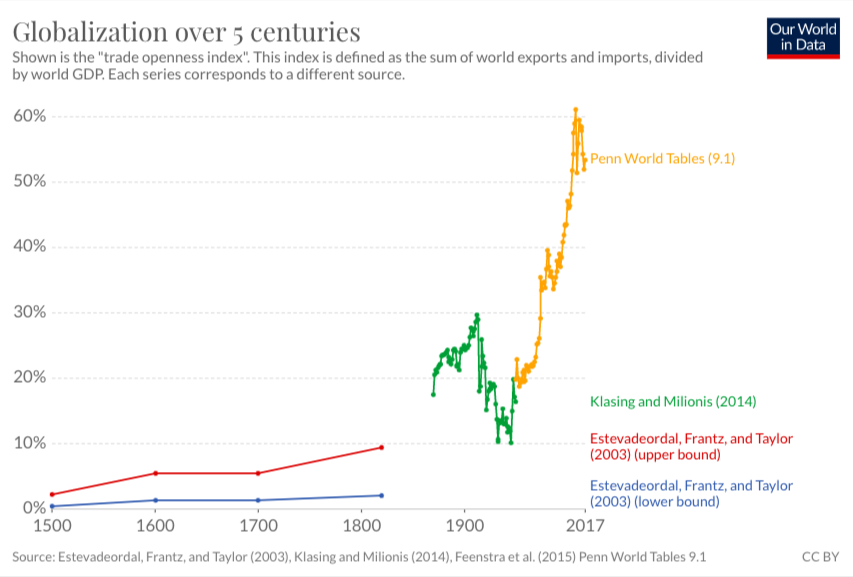 Globalization over 5 centuries
Our World
in Data
Shown is the "trade openness index". This index is defined as the sum of world exports and imports, divided
by world GDP. Each series corresponds to a different source.
60%
Penn World Tables (9.1)
50%
40%
30%
20%
Klasing and Milionis (2014)
10%
Estevadeordal, Frantz, and Taylor
(2003) (upper bound)
Estevadeordal, Frantz, and Taylor
(2003) (lower bound)
0%
1500 1600 1700 1800 1900 2017
Source: Estevadeordal, Frantz, and Taylor (2003), Klasing and Milionis (2014), Feenstra et al. (2015) Penn World Tables 9.1
CC BY